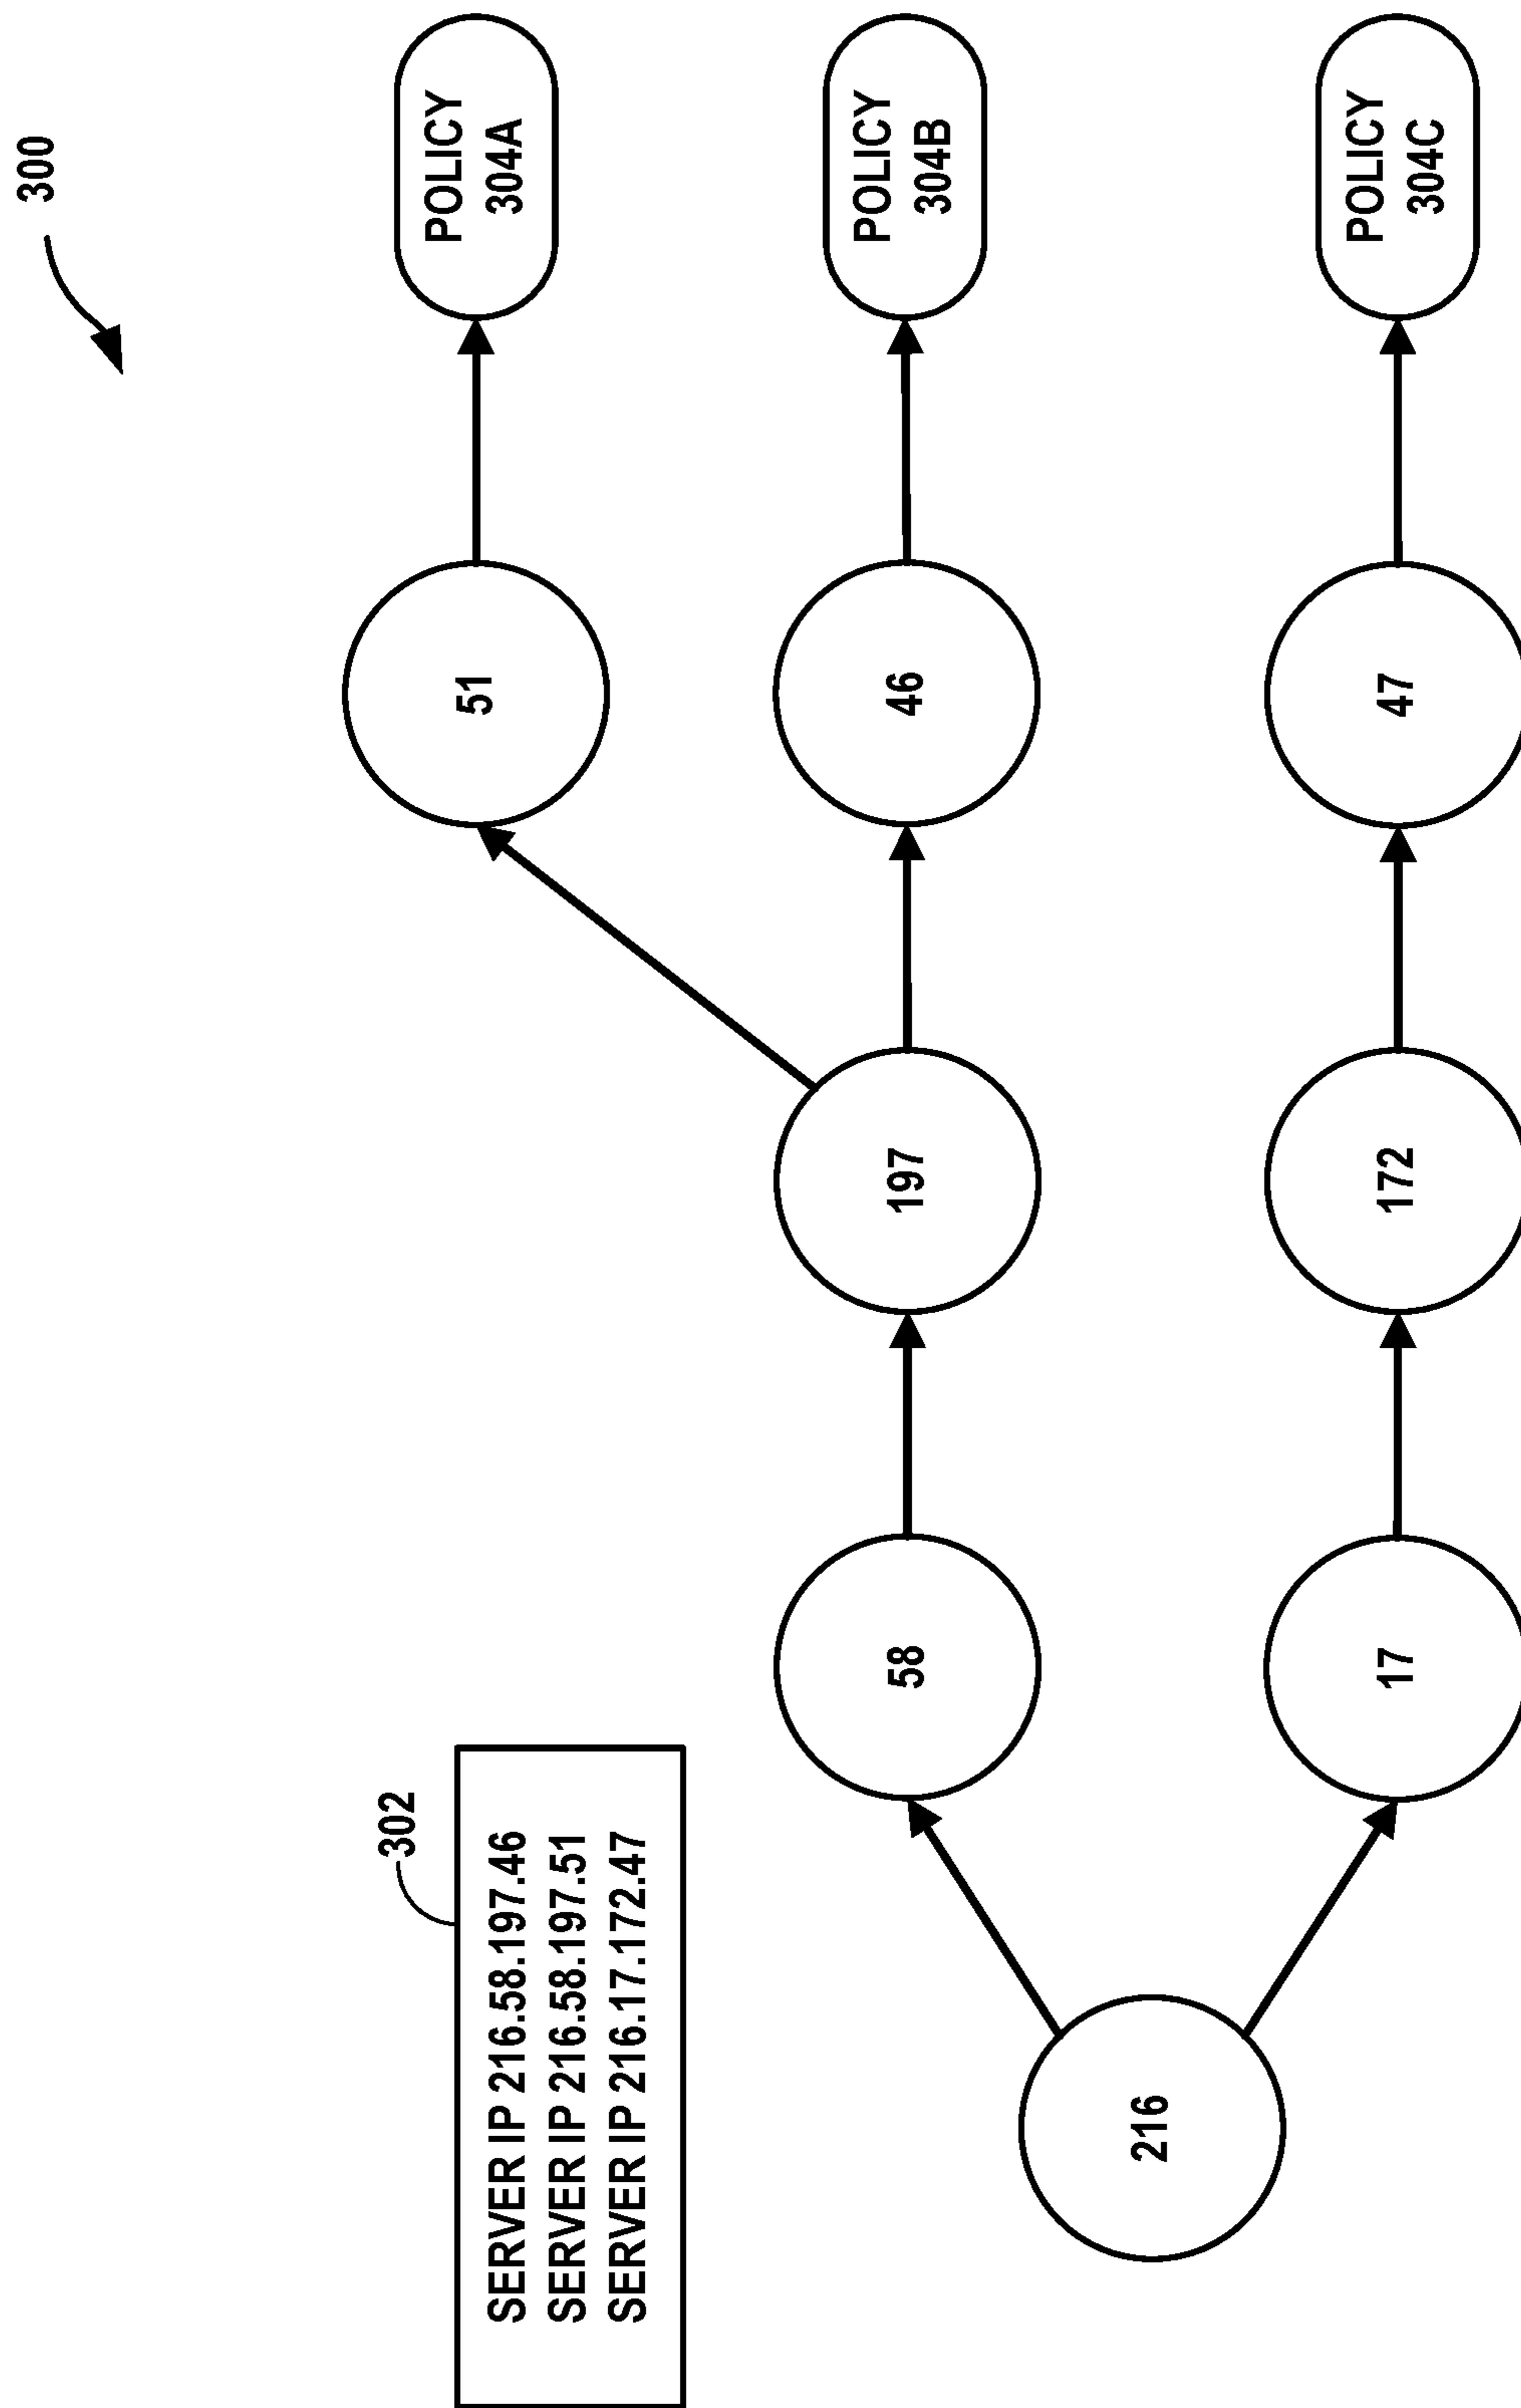 300
302
SERVER IP 216.58.197.46
SERVER IP 216.58.197.51
SERVER IP 216.17.172.47
51
POLICY
304A
216
58
197
46
POLICY
304B
17
172
47
POLICY
304C